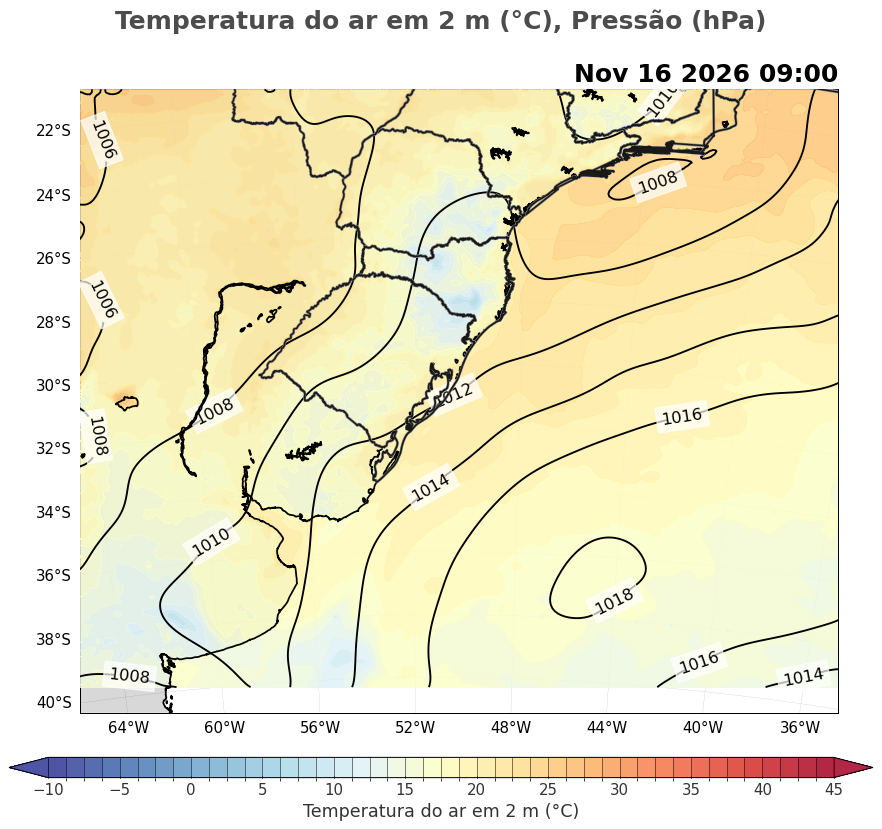 Temperatura do ar em 2 m (°C), Pressão (hPa)
Nov 16 2026 09:00
22°S
24°S
26°S
28°S
30°S
32°S
34°S
36°S
38°S
40°S
1006
1010
1008
1006
1008
1012
1008
1016
1014
1010
1018
1016
1008
1014
64°W 60°W 56°W 52°W 48°W 44°W 40°W 36°W
−10 −5 0 5 10 15 20 25 30 35 40 45
Temperatura do ar em 2 m (°C)